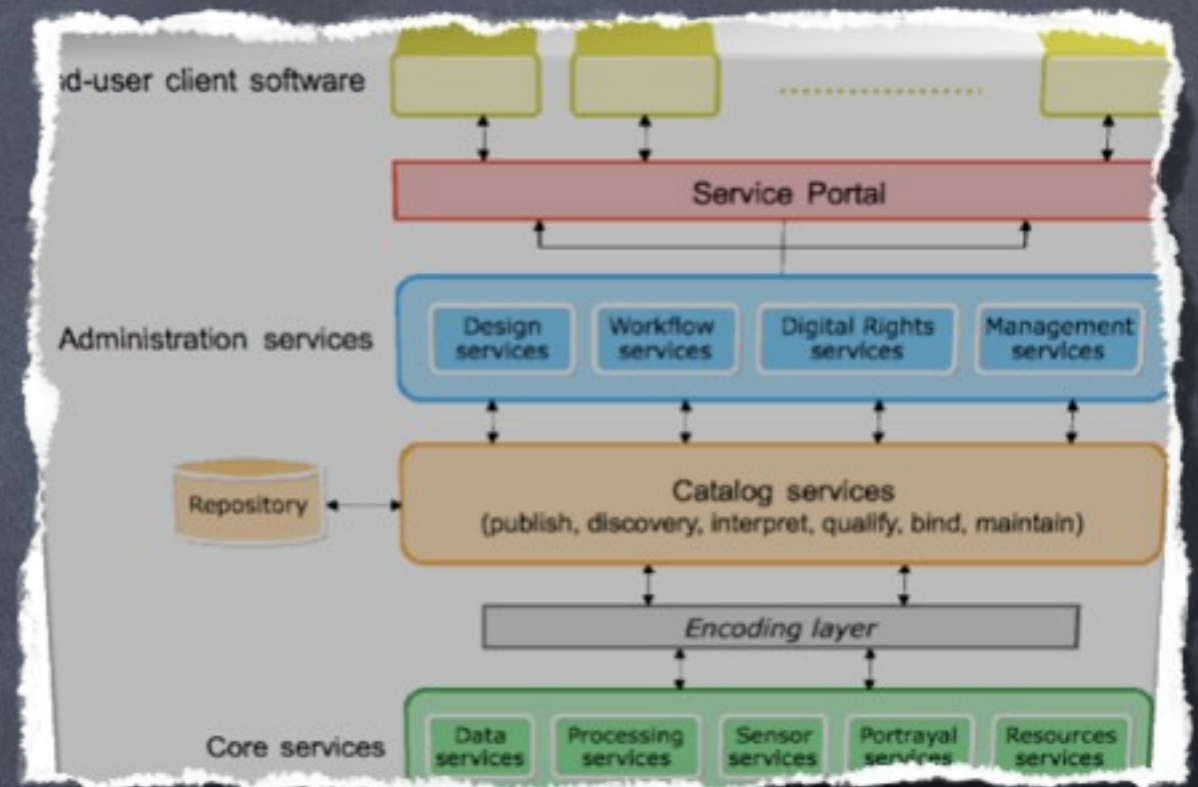 nd-user client software
Service Portal
Administration services
Design
services
Workflow
services
Digital Rights
services
Management
services
Repository
Catalog services
(publish, discovery, interpret, qualify, bind, maintain)
Encoding layer
Core services
Data
services
Processing
services
Sensor
services
Portrayal
services
Resources
services